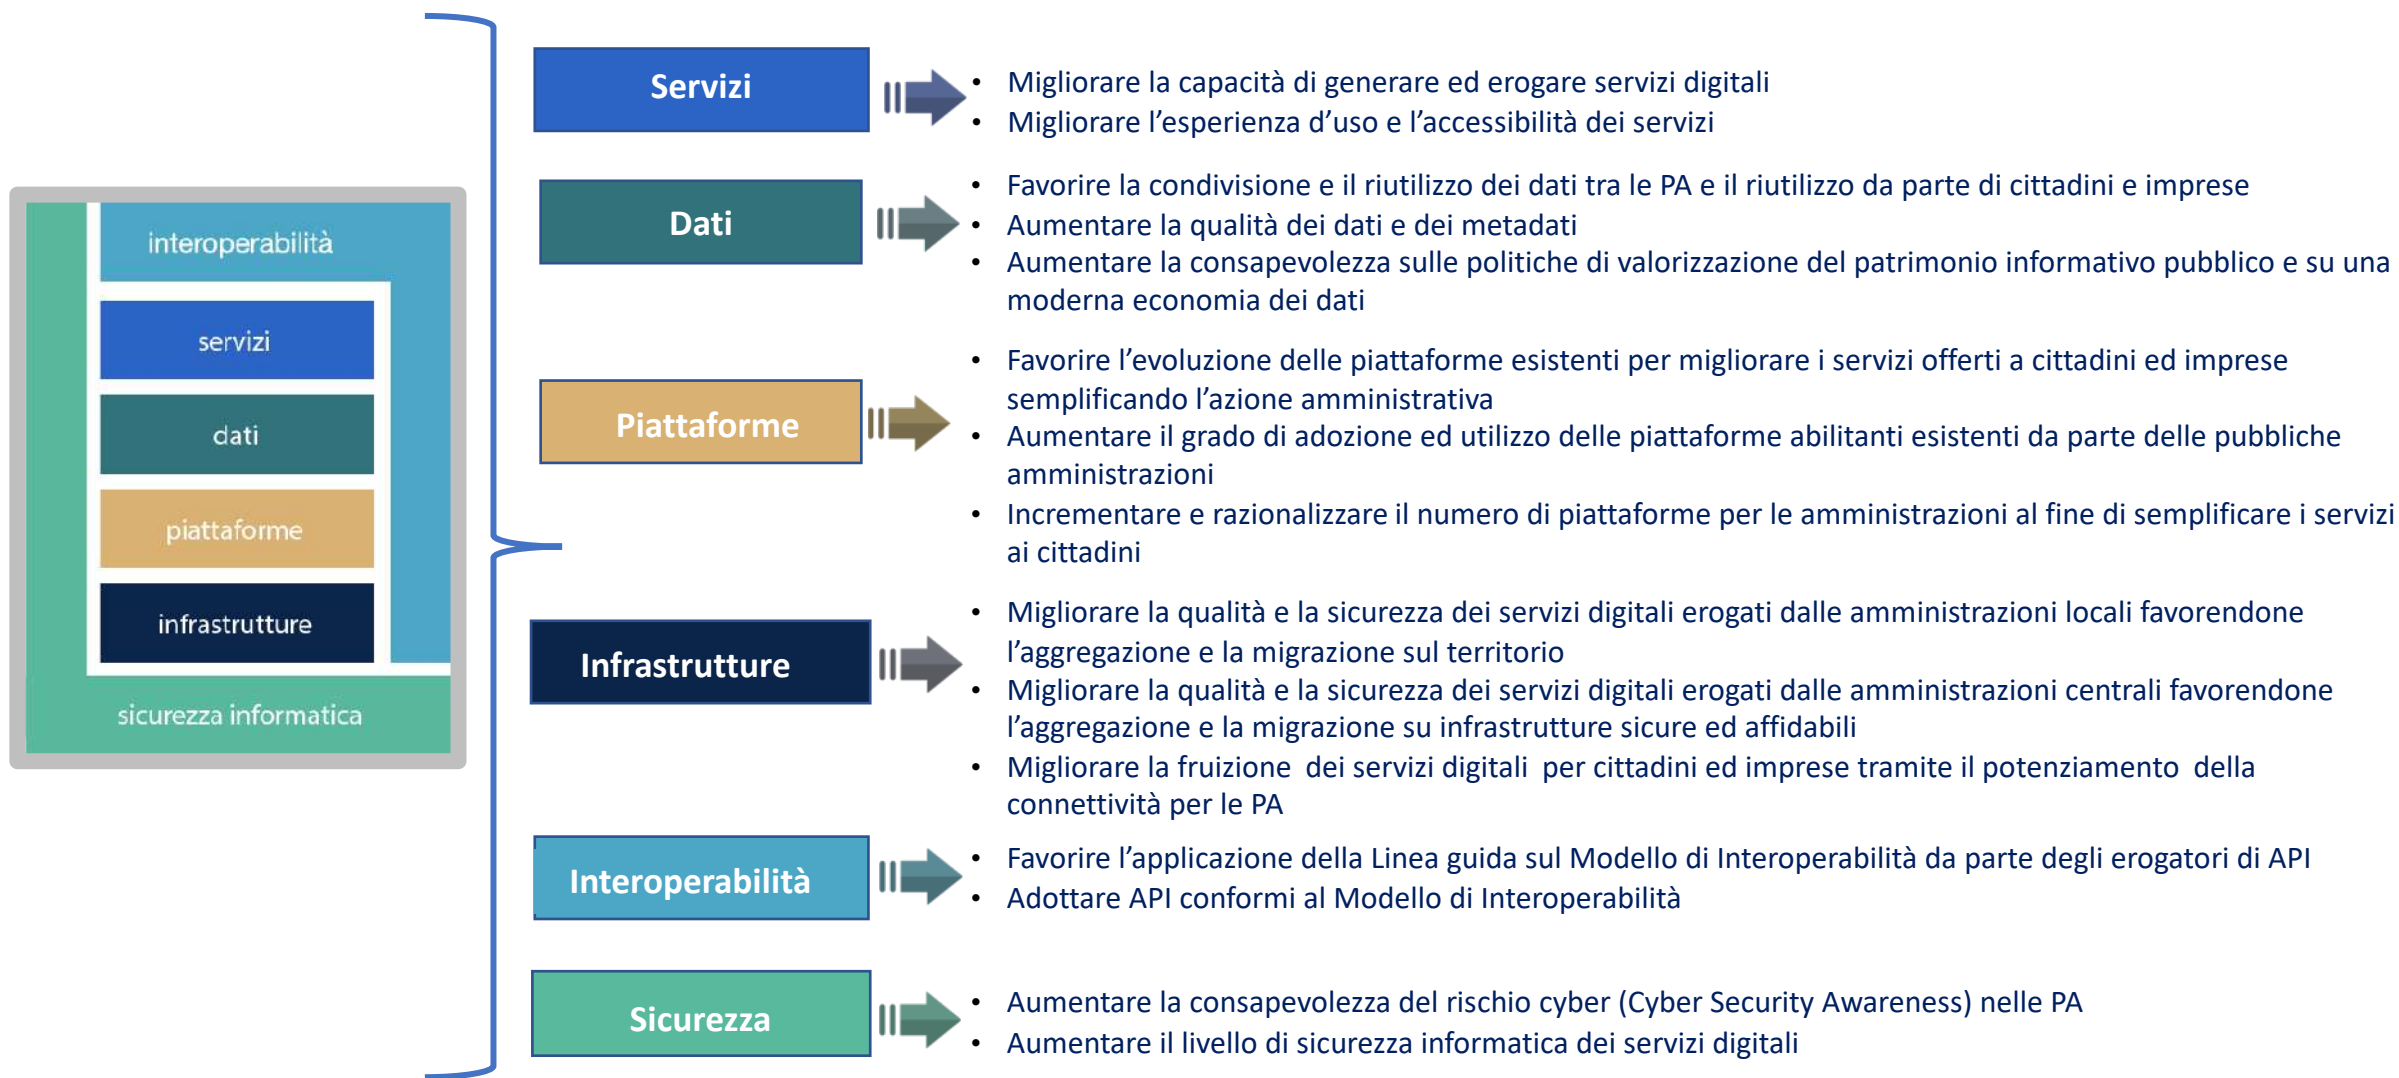 interoperabilità
servizi
dati
piattaforme
infrastrutture
sicurezza informatica
Servizi
• Migliorare la capacità di generare ed erogare servizi digitali
• Migliorare l’esperienza d’uso e l’accessibilità dei servizi
Dati
• Favorire la condivisione e il riutilizzo dei dati tra le PA e il riutilizzo da parte di cittadini e imprese
• Aumentare la qualità dei dati e dei metadati
• Aumentare la consapevolezza sulle politiche di valorizzazione del patrimonio informativo pubblico e su una
moderna economia dei dati
Piattaforme
• Favorire l’evoluzione delle piattaforme esistenti per migliorare i servizi offerti a cittadini ed imprese
semplificando l’azione amministrativa
• Aumentare il grado di adozione ed utilizzo delle piattaforme abilitanti esistenti da parte delle pubbliche
amministrazioni
• Incrementare e razionalizzare il numero di piattaforme per le amministrazioni al fine di semplificare i servizi
ai cittadini
Infrastrutture
• Migliorare la qualità e la sicurezza dei servizi digitali erogati dalle amministrazioni locali favorendone
l’aggregazione e la migrazione sul territorio
• Migliorare la qualità e la sicurezza dei servizi digitali erogati dalle amministrazioni centrali favorendone
l’aggregazione e la migrazione su infrastrutture sicure ed affidabili
• Migliorare la fruizione dei servizi digitali per cittadini ed imprese tramite il potenziamento della
connettività per le PA
Interoperabilità
• Favorire l’applicazione della Linea guida sul Modello di Interoperabilità da parte degli erogatori di API
• Adottare API conformi al Modello di Interoperabilità
Sicurezza
• Aumentare la consapevolezza del rischio cyber (Cyber Security Awareness) nelle PA
• Aumentare il livello di sicurezza informatica dei servizi digitali